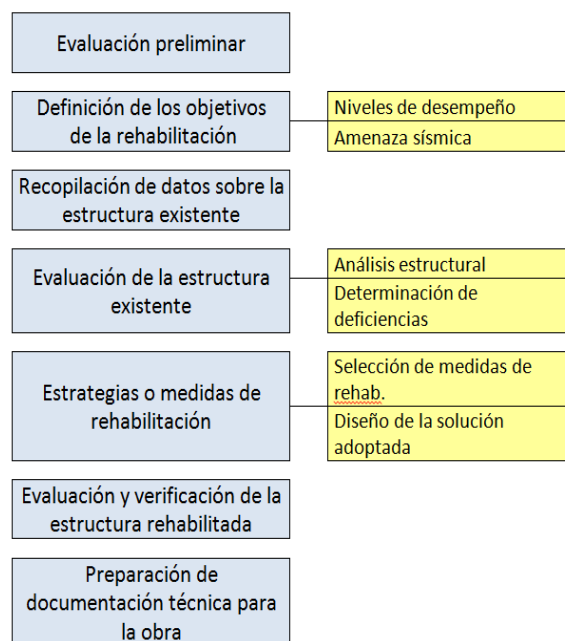 Evaluación preliminar
Definición de los objetivos
de la rehabilitación
Niveles de desempeño
Amenaza sísmica
Recopilación de datos sobre la
estructura existente
Evaluación de la estructura
existente
Análisis estructural
Determinación de
deficiencias
Estrategias o medidas de
rehabilitación
Selección de medidas de
rehab.
Diseño de la solución
adoptada
Evaluación y verificación de la
estructura rehabilitada
Preparación de
documentación técnica para
la obra